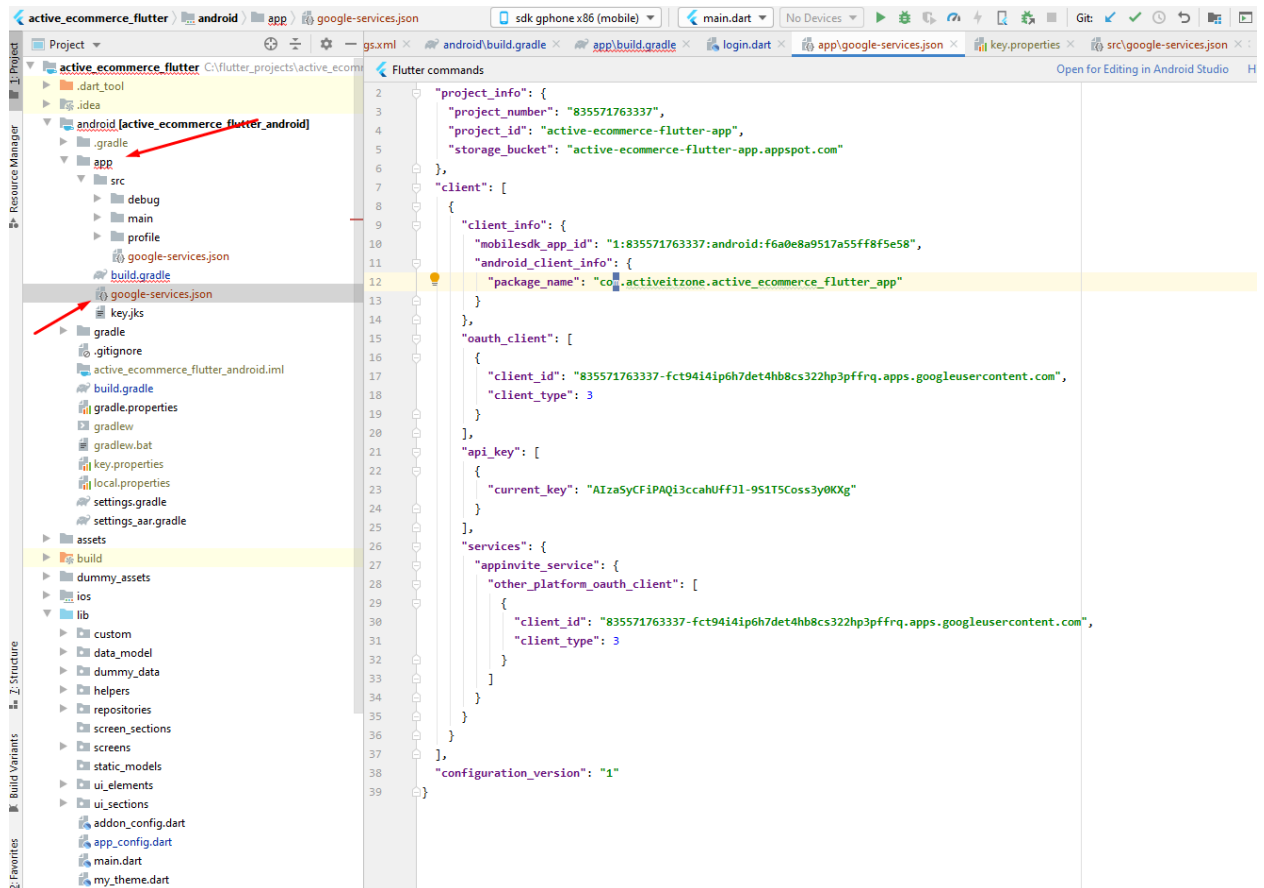 active_ecommerce_flutter android app google-services.json sdk gphone x86 (mobile) main.dart No Devices Git:
Project gs.xml android\build.gradle app\build.gradle login.dart app\google-services.json key.properties src\google-services.json
1: Project
Resource Manager
Z: Structure
Build Variants
2: Favorites
active_ecommerce_flutter C:\flutter_projects\active_ecomr
.dart_tool
.idea
android [active_ecommerce_flutter_android]
.gradle
app
src
debug
main
profile
google-services.json
build.gradle
google-services.json
key.jks
gradle
.gitignore
active_ecommerce_flutter_android.iml
build.gradle
gradle.properties
gradlew
gradlew.bat
key.properties
local.properties
settings.gradle
settings_aar.gradle
assets
build
dummy_assets
ios
lib
custom
data_model
dummy_data
helpers
repositories
screen_sections
screens
static_models
ui_elements
ui_sections
addon_config.dart
app_config.dart
main.dart
my_theme.dart
Flutter commands Open for Editing in Android Studio H
2 "project_info": {
3 "project_number": "835571763337",
4 "project_id": "active-ecommerce-flutter-app",
5 "storage_bucket": "active-ecommerce-flutter-app.appspot.com"
6 },
7 "client": [
8 {
9 "client_info": {
10 "mobilesdk_app_id": "1:835571763337:android:f6a0e8a9517a55ff8f5e58",
11 "android_client_info": {
12 "package_name": "com.activeitzone.active_ecommerce_flutter_app"
13 }
14 },
15 "oauth_client": [
16 {
17 "client_id": "835571763337-fct94i4ip6h7det4hb8cs322hp3pffrq.apps.googleusercontent.com",
18 "client_type": 3
19 }
20 ],
21 "api_key": [
22 {
23 "current_key": "AIzaSyCFiPAQi3ccahUffJl-9S1T5Coss3y0KXg"
24 }
25 ],
26 "services": {
27 "appinvite_service": {
28 "other_platform_oauth_client": [
29 {
30 "client_id": "835571763337-fct94i4ip6h7det4hb8cs322hp3pffrq.apps.googleusercontent.com",
31 "client_type": 3
32 }
33 ]
34 }
35 }
36 }
37 ],
38 "configuration_version": "1"
39 }